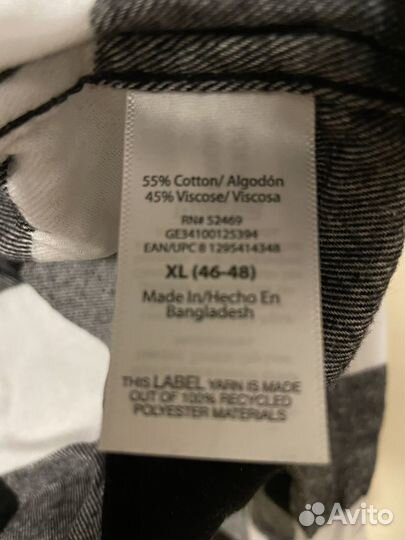 55% Cotton/ Algodón
45% Viscose/ Viscosa
RN# 52469
GE34100125394
EAN/UPC 8 1295414348
XL (46-48)
Made In/Hecho En
Bangladesh
THIS LABEL YARN IS MADE
OUT OF 100% RECYCLED
POLYESTER MATERIALS
Avito